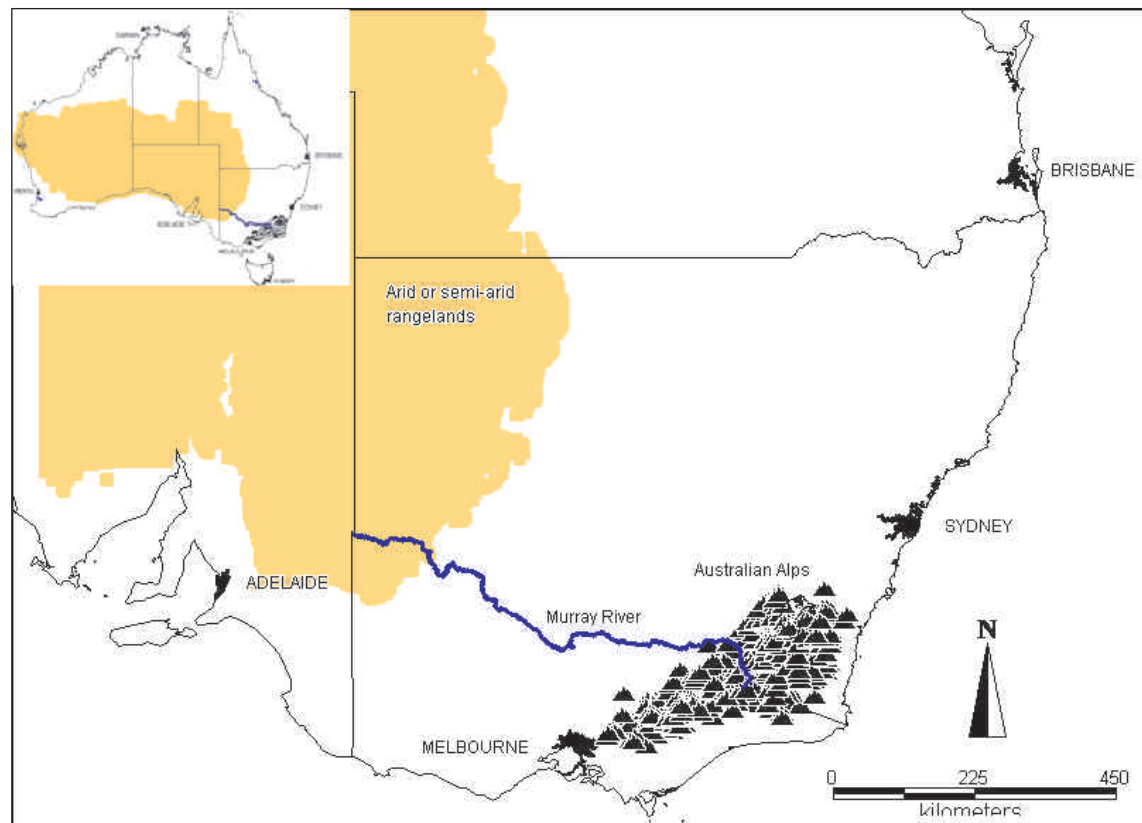 BRISBANE
Arid or semi-arid
rangelands
SYDNEY
Australian Alps
ADELAIDE
Murray River
N
MELBOURNE
0 225 450
kilometers